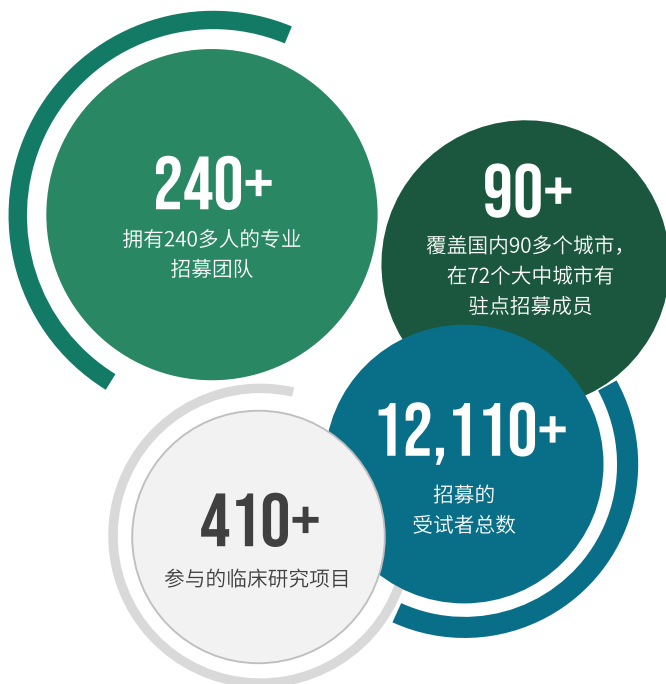 240+
拥有240多人的专业
招募团队
90+
覆盖国内90多个城市，
在72个大中城市有
驻点招募成员
12,110+
招募的
受试者总数
410+
参与的临床研究项目